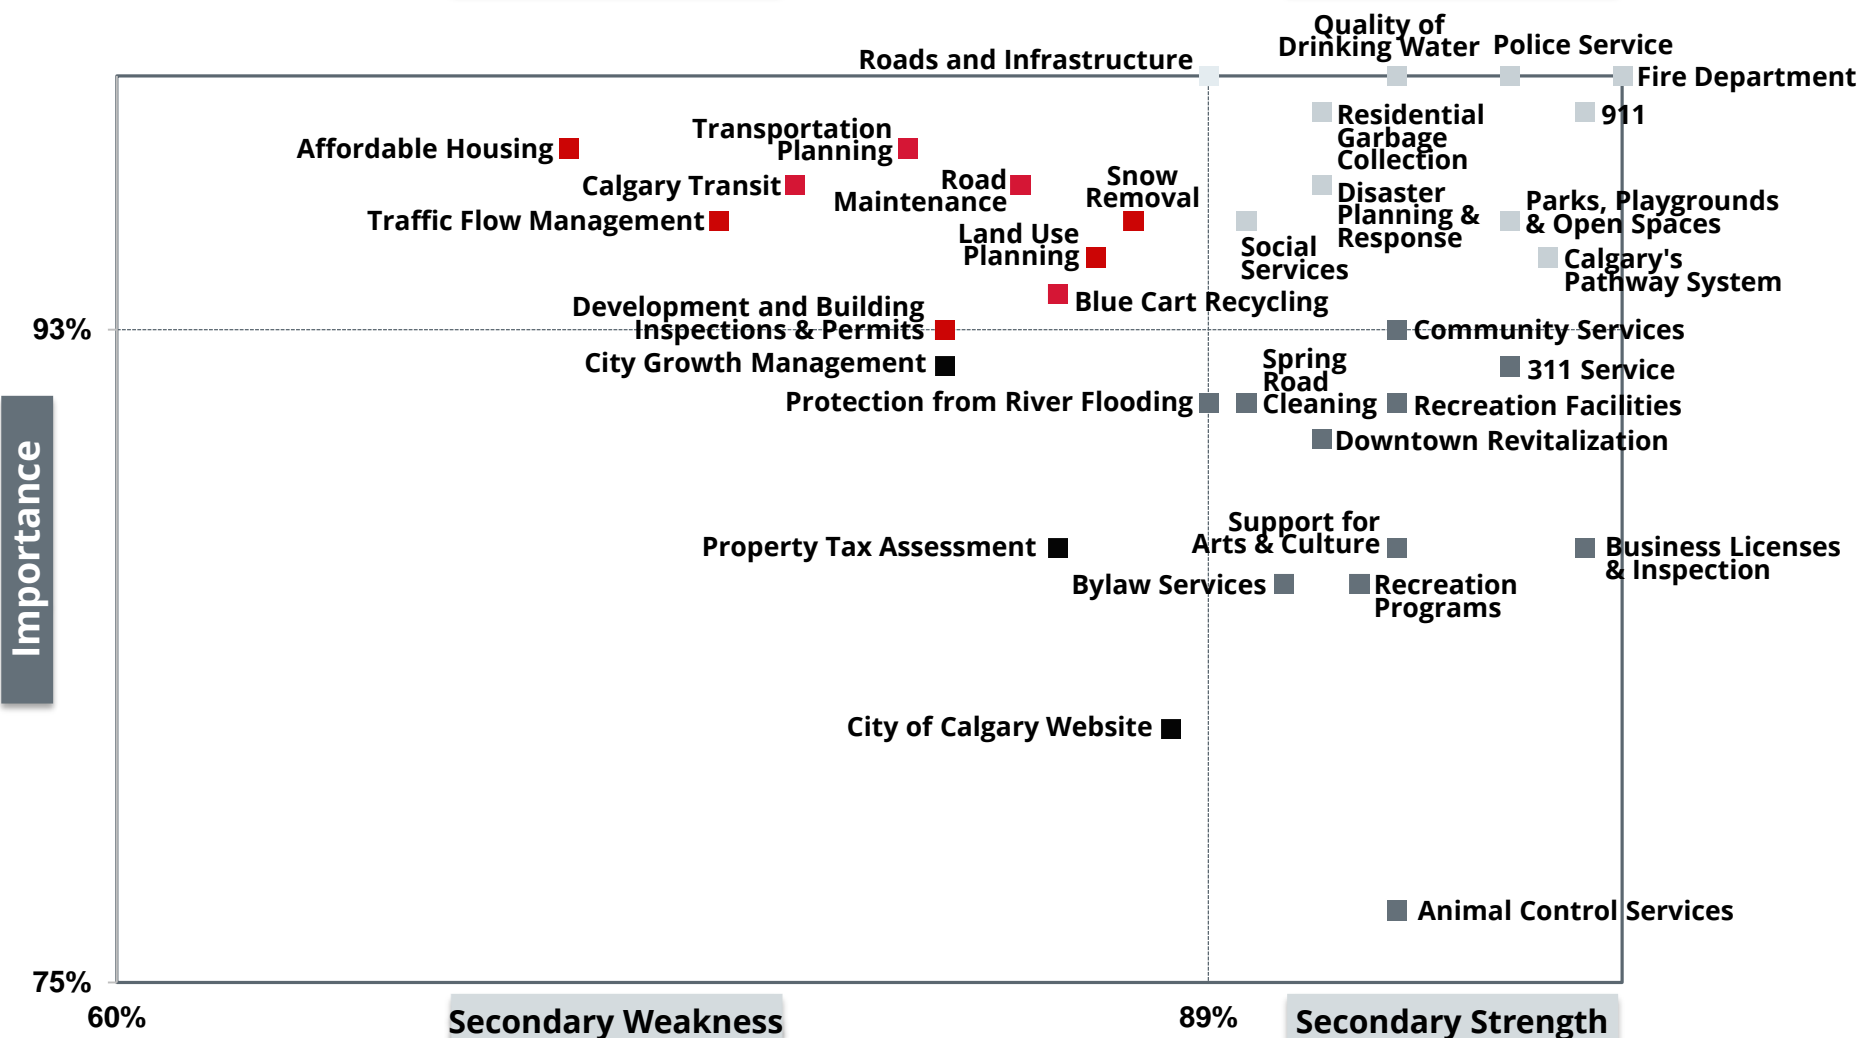 Quality of
Drinking Water
Police Service
Roads and Infrastructure
Fire Department
Residential
Garbage
Collection
911
Transportation
Planning
Affordable Housing
Calgary Transit
Road
Maintenance
Snow
Removal
Disaster
Planning &
Response
Parks, Playgrounds
& Open Spaces
Traffic Flow Management
Land Use
Planning
Social
Services
Calgary's
Pathway System
Blue Cart Recycling
Development and Building
Inspections & Permits
93%
Community Services
City Growth Management
Spring
Road
Cleaning
311 Service
Protection from River Flooding
Recreation Facilities
Downtown Revitalization
Importance
Property Tax Assessment
Support for
Arts & Culture
Business Licenses
& Inspection
Bylaw Services
Recreation
Programs
City of Calgary Website
Animal Control Services
75%
60%
89%
Secondary Weakness
Secondary Strength